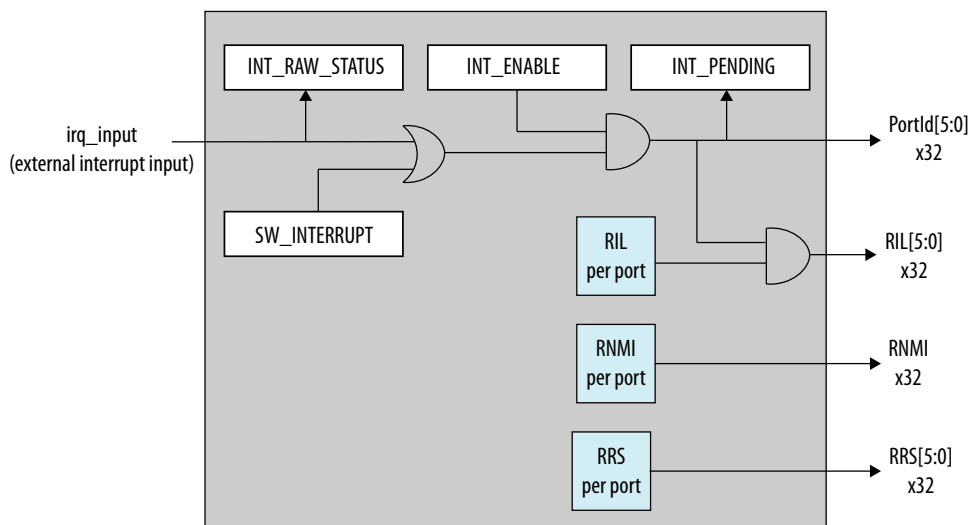 INT_RAW_STATUS
INT_ENABLE
INT_PENDING
irq_input
(external interrupt input)
PortId[5:0]
x32
SW_INTERRUPT
RIL
per port
RIL[5:0]
x32
RNMI
per port
RNMI
x32
RRS
per port
RRS[5:0]
x32